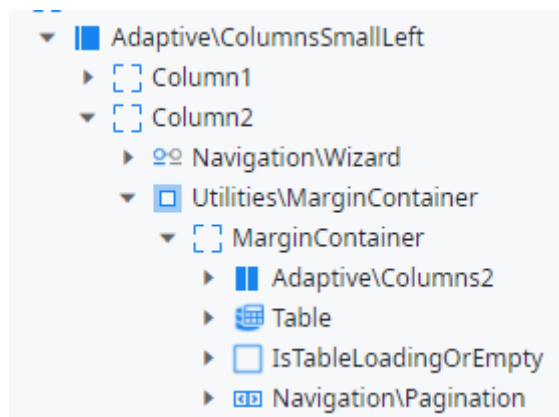 Adaptive\ColumnsSmallLeft
Column1
Column2
Navigation\Wizard
Utilities\MarginContainer
MarginContainer
Adaptive\Columns2
Table
IsTableLoadingOrEmpty
Navigation\Pagination